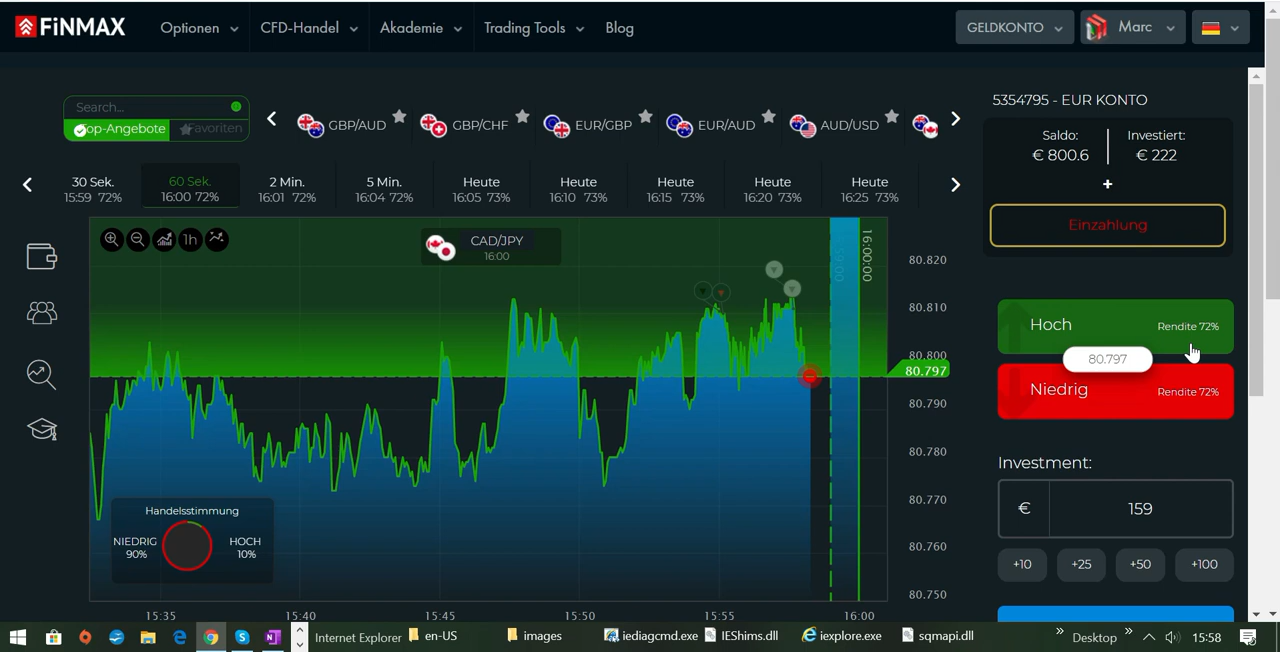 FiNMAX
Optionen
CFD-Handel
Akademie
Trading Tools
Blog
GELDKONTO
Marc
Search...
Top-Angebote
Favoriten
GBP/AUD
GBP/CHF
EUR/GBP
EUR/AUD
AUD/USD
30 Sek.
15:59 72%
60 Sek.
16:00 72%
2 Min.
16:01 72%
5 Min.
16:04 72%
Heute
16:05 73%
Heute
16:10 73%
Heute
16:15 73%
Heute
16:20 73%
Heute
16:25 73%
1h
CAD/JPY
16:00
16:00:00
80.820
80.810
80.800
80.797
80.790
80.780
80.770
80.760
80.750
Handelsstimmung
NIEDRIG
90%
HOCH
10%
15:35
15:40
15:45
15:50
15:55
16:00
5354795 - EUR KONTO
Saldo:
€ 800.6
Investiert:
€ 222
+
Einzahlung
Hoch
Rendite 72%
80.797
Niedrig
Rendite 72%
Investment:
€
159
+10
+25
+50
+100
Internet Explorer
en-US
images
iediagcmd.exe
IEShims.dll
iexplore.exe
sqmapi.dll
Desktop
15:58